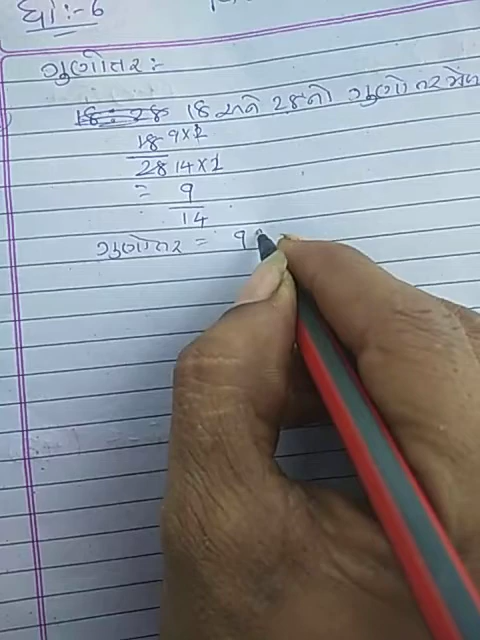 ધો:- 6
ગુણોત્તર :-
18 : 28 18 અને 28નો ગુણોત્તર
18 9×2
28 14×2
= 9
14
ગુણોત્તર = 9 :